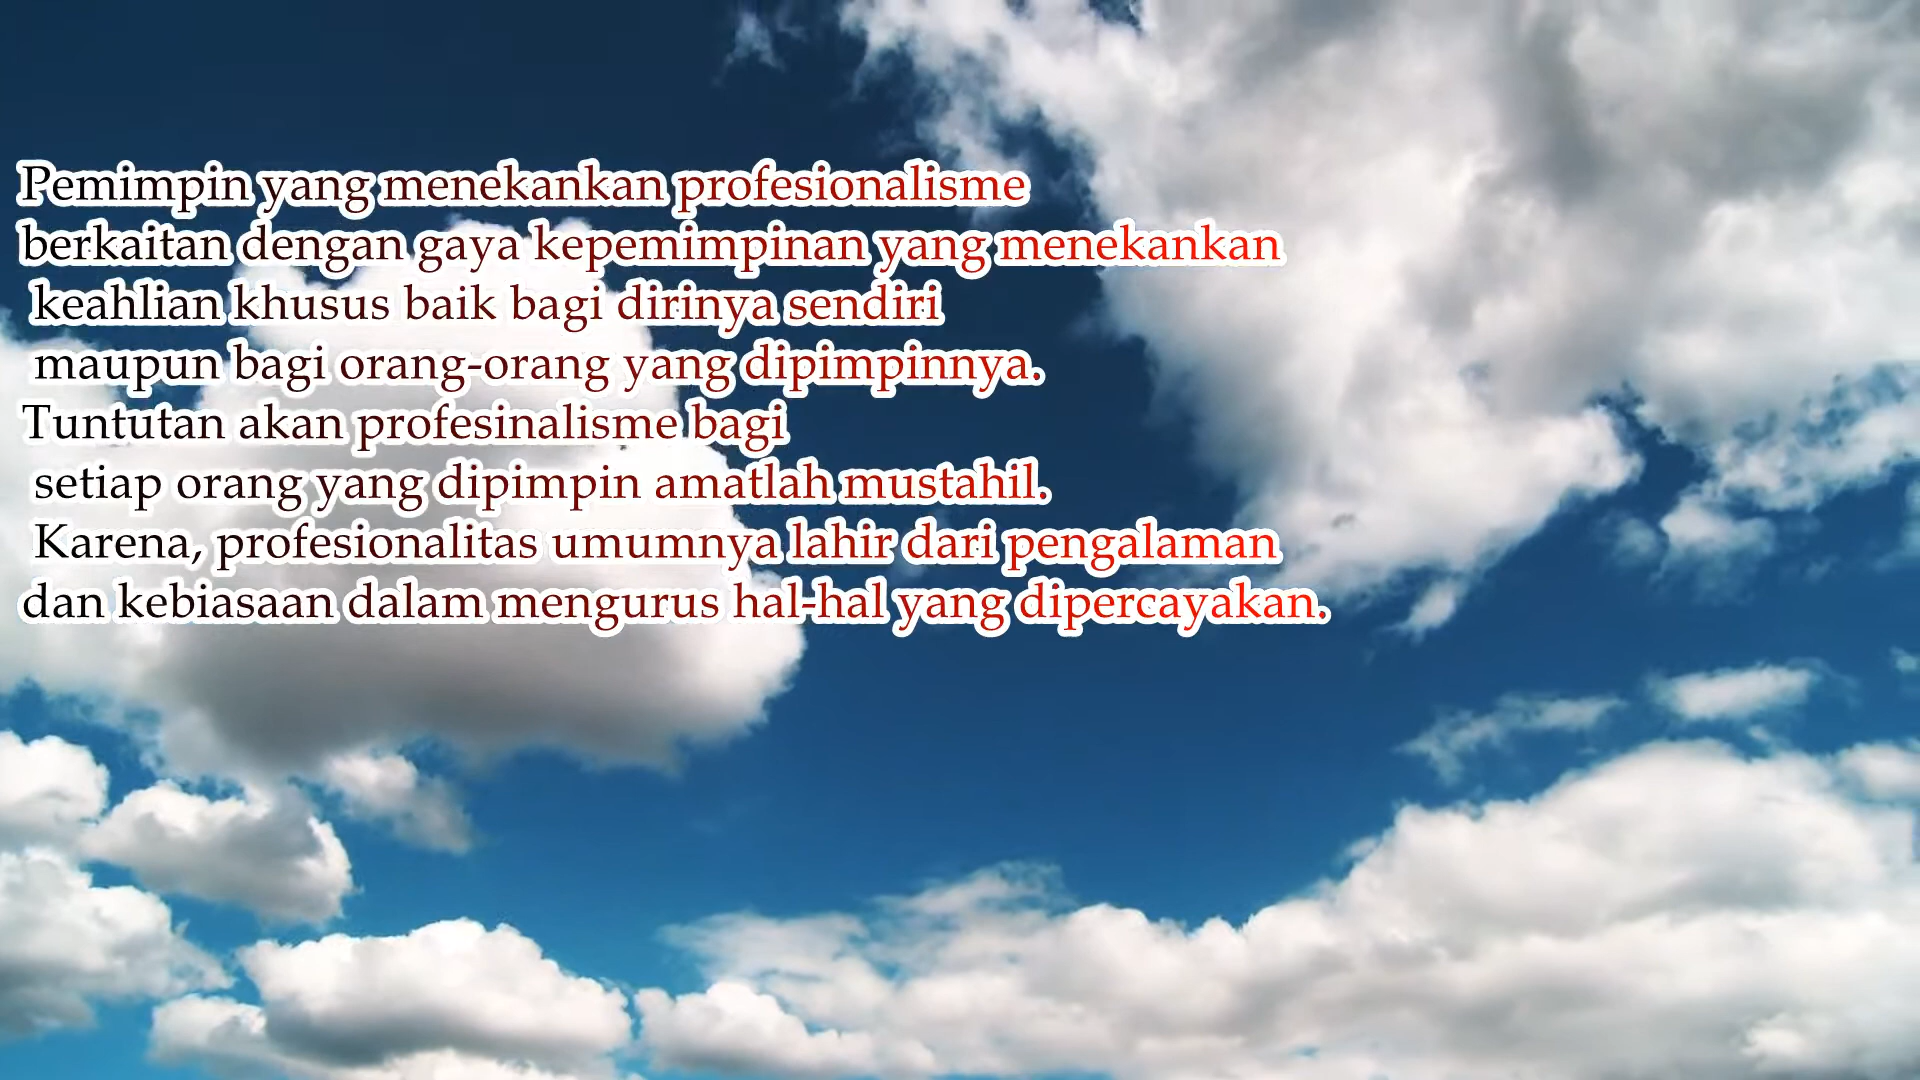 Pemimpin yang menekankan profesionalisme
berkaitan dengan gaya kepemimpinan yang menekankan
keahlian khusus baik bagi dirinya sendiri
maupun bagi orang-orang yang dipimpinnya.
Tuntutan akan profesinalisme bagi
setiap orang yang dipimpin amatlah mustahil.
Karena, profesionalitas umumnya lahir dari pengalaman
dan kebiasaan dalam mengurus hal-hal yang dipercayakan.